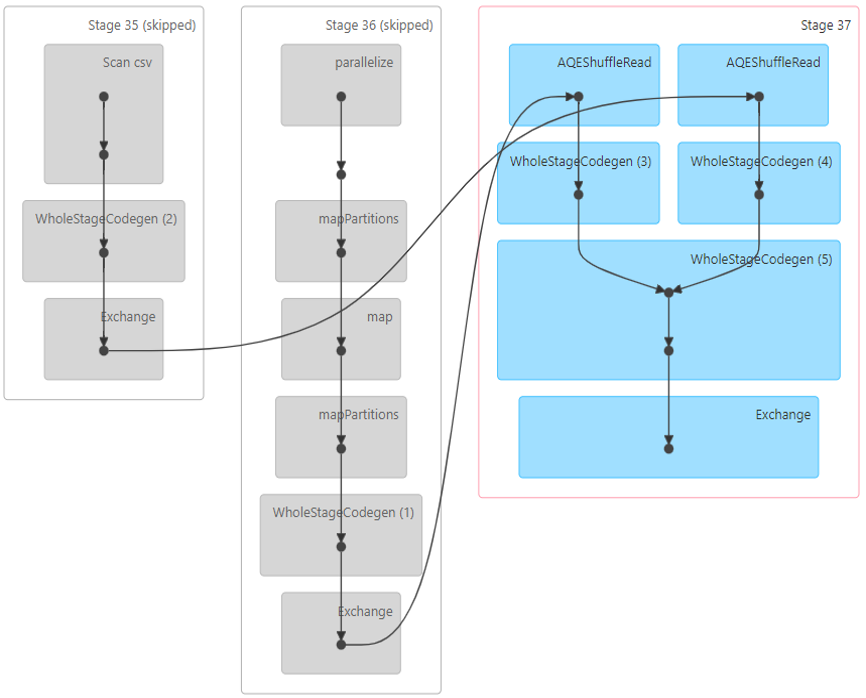 Stage 35 (skipped)
Scan csv
WholeStageCodegen (2)
Exchange
Stage 36 (skipped)
parallelize
mapPartitions
map
mapPartitions
WholeStageCodegen (1)
Exchange
Stage 37
AQEShuffleRead
AQEShuffleRead
WholeStageCodegen (3)
WholeStageCodegen (4)
WholeStageCodegen (5)
Exchange